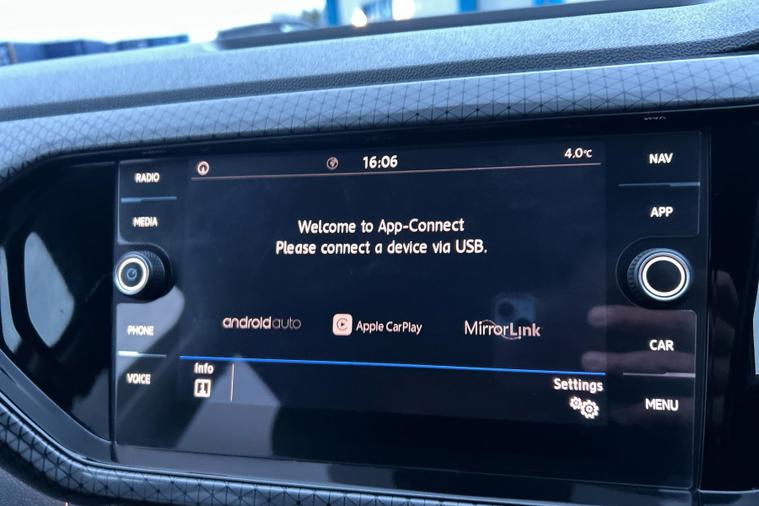 RADIO
MEDIA
PHONE
VOICE
16:06
4.0°C
Welcome to App-Connect
Please connect a device via USB.
androidauto
Apple CarPlay
MirrorLink
Info
Settings
NAV
APP
CAR
MENU